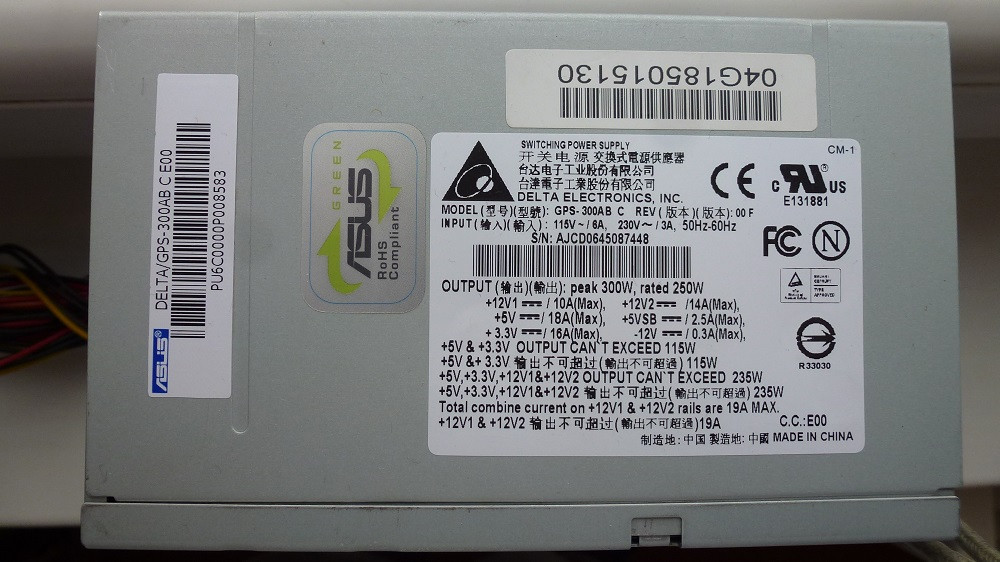 04G185015130
DELTA/GPS-300AB C E00
PU6C0000P008583
ASUS®
GREEN
ASUS
RoHS
Compliant
SWITCHING POWER SUPPLY
开关电源 交换式電源供應器
台达电子工业股份有限公司
台達電子工業股份有限公司
DELTA ELECTRONICS, INC.
CM-1
CE
c RU US
E131881
MODEL (型号)(型號): GPS-300AB C REV (版本)(版本): 00 F
INPUT (输入)(輸入): 115V~/6A, 230V~/3A, 50Hz-60Hz
S/N: AJCD0645087448
FC
N
OUTPUT (输出)(輸出): peak 300W, rated 250W
+12V1 ⎓/10A(Max), +12V2 ⎓/14A(Max),
+5V ⎓/18A(Max), +5VSB ⎓/2.5A(Max),
+3.3V ⎓/16A(Max), -12V ⎓/0.3A(Max),
R33030
+5V & +3.3V OUTPUT CAN`T EXCEED 115W
+5V & +3.3V 输出不可超过(輸出不可超過)115W
+5V,+3.3V,+12V1&+12V2 OUTPUT CAN`T EXCEED 235W
+5V,+3.3V,+12V1&+12V2 输出不可超过(輸出不可超過)235W
Total combine current on +12V1 & +12V2 rails are 19A MAX.
+12V1 & +12V2 输出不可超过(輸出不可超過)19A
C.C.:E00
制造地: 中国 製造地: 中國 MADE IN CHINA